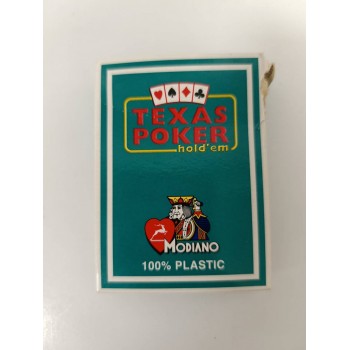 TEXAS
POKER
hold'em
MODIANO
100% PLASTIC